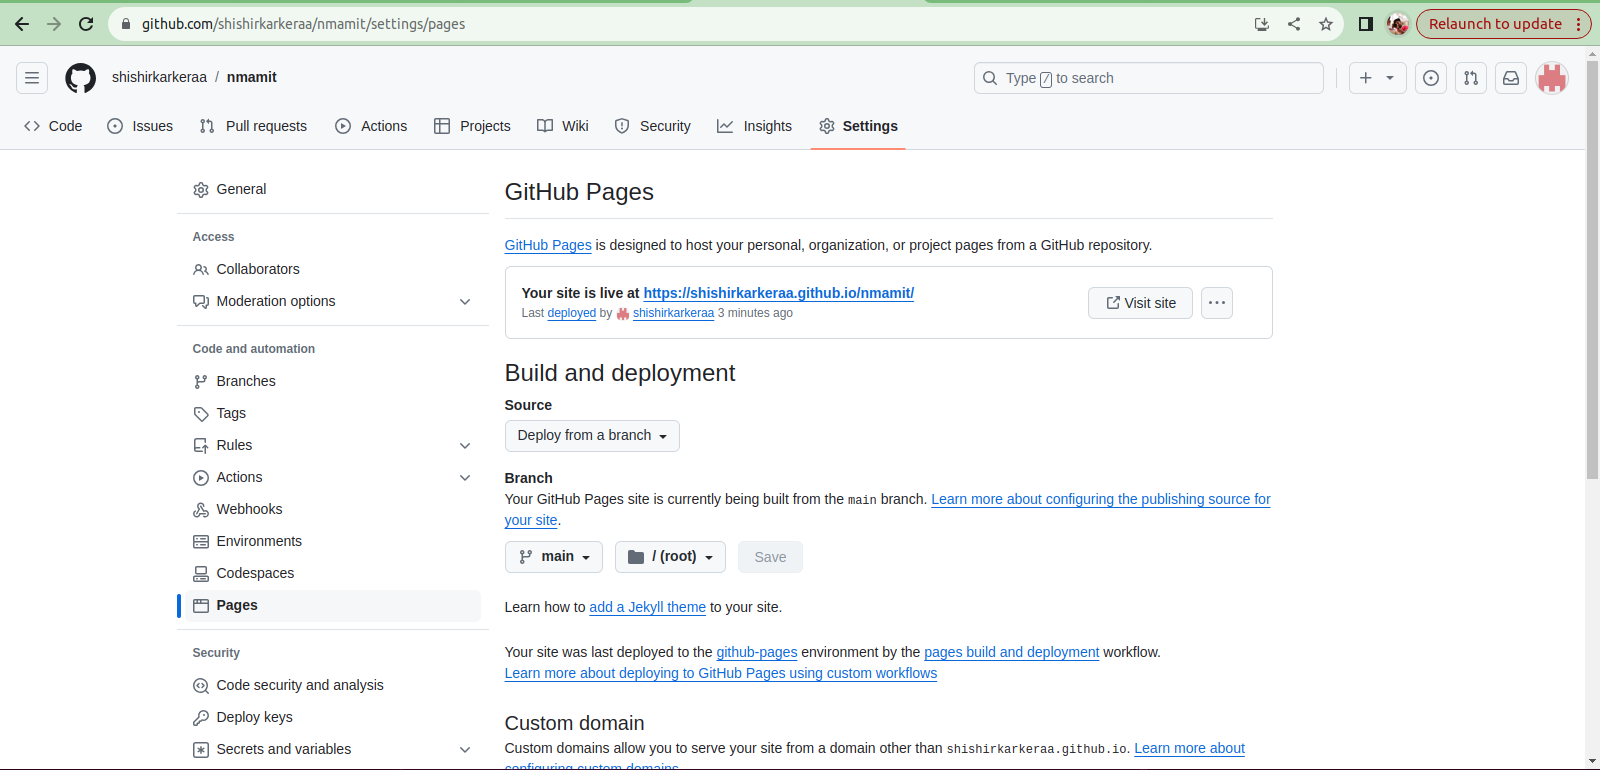 github.com/shishirkarkeraa/nmamit/settings/pages
Relaunch to update
shishirkarkeraa / nmamit
Type / to search
Code
Issues
Pull requests
Actions
Projects
Wiki
Security
Insights
Settings
General
Access
Collaborators
Moderation options
Code and automation
Branches
Tags
Rules
Actions
Webhooks
Environments
Codespaces
Pages
Security
Code security and analysis
Deploy keys
Secrets and variables
GitHub Pages
GitHub Pages is designed to host your personal, organization, or project pages from a GitHub repository.
Your site is live at https://shishirkarkeraa.github.io/nmamit/
Last deployed by shishirkarkeraa 3 minutes ago
Visit site
Build and deployment
Source
Deploy from a branch
Branch
Your GitHub Pages site is currently being built from the main branch. Learn more about configuring the publishing source for
your site.
main
/ (root)
Save
Learn how to add a Jekyll theme to your site.
Your site was last deployed to the github-pages environment by the pages build and deployment workflow.
Learn more about deploying to GitHub Pages using custom workflows
Custom domain
Custom domains allow you to serve your site from a domain other than shishirkarkeraa.github.io. Learn more about
configuring custom domains.